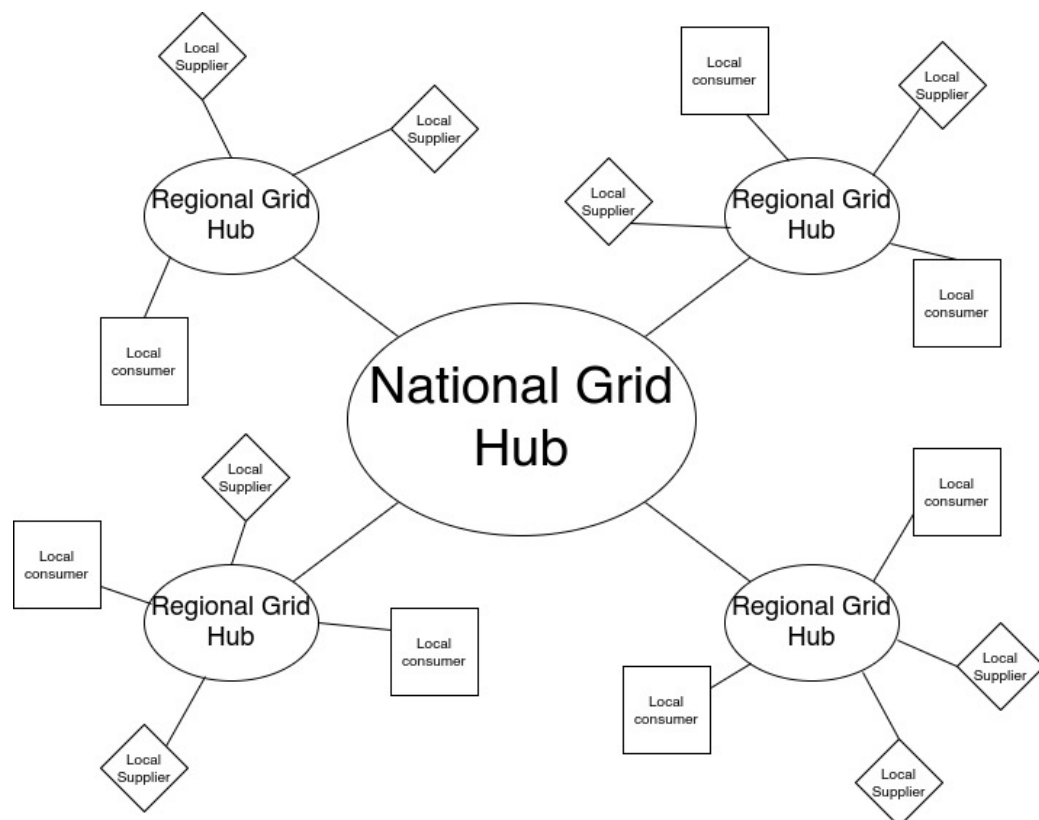 Local
Supplier
Local
Supplier
Regional Grid
Hub
Local
consumer
Local
consumer
Local
Supplier
Local
Supplier
Regional Grid
Hub
Local
consumer
National Grid
Hub
Local
Supplier
Local
consumer
Regional Grid
Hub
Local
consumer
Local
Supplier
Local
consumer
Regional Grid
Hub
Local
Supplier
Local
consumer
Local
Supplier